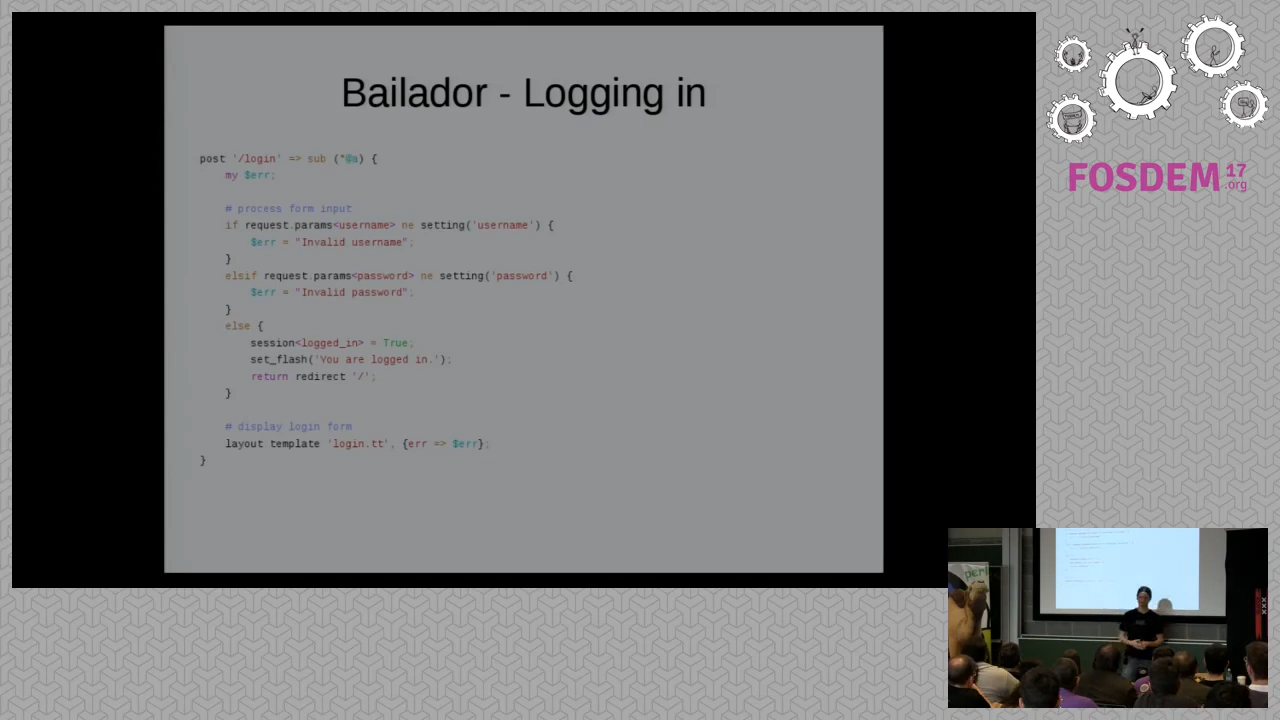 Bailador - Logging in
post '/login' => sub (*@a) {
my $err;
# process form input
if request.params<username> ne setting('username') {
$err = "Invalid username";
}
elsif request.params<password> ne setting('password') {
$err = "Invalid password";
}
else {
session<logged_in> = True;
set_flash('You are logged in.');
return redirect '/';
}
# display login form
layout template 'login.tt', {err => $err};
}
FOSDEM 17
.org